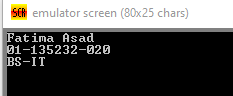 emulator screen (80x25 chars)
Fatima Asad
01-135232-020
BS-IT